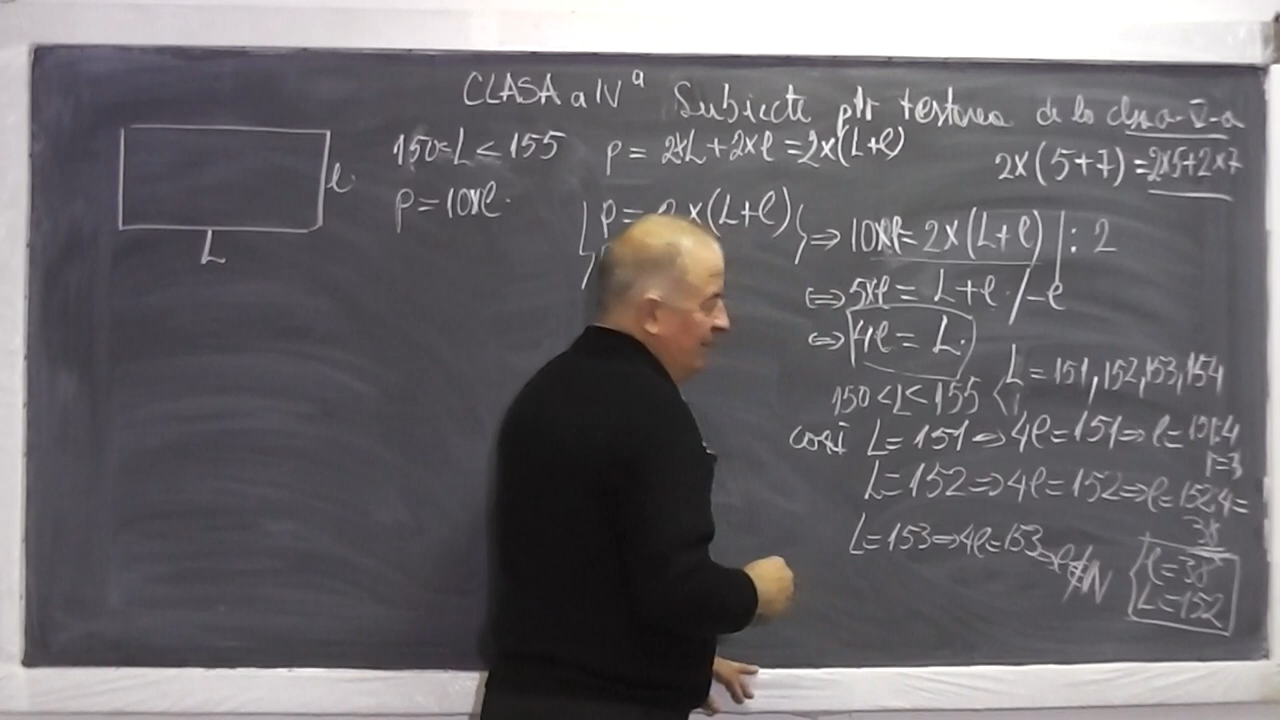 CLASA a IV a Subiecte ptr testarea de la clasa a V-a
l
L
150<L<155
p=10xl
p=2xL+2xl=2x(L+l)
2x(5+7)=2x5+2x7
p= x(L+l)
⇒10xl=2x(L+l) |:2
⇔5xl=L+l /-l
⇔4l=L
150<L<155
L=151,152,153,154
L=151⇒4l=151⇒l=151:4
r=3
L=152⇒4l=152⇒l=152:4=
38
L=153⇒4l=153⇒l∉N
l=38
L=152